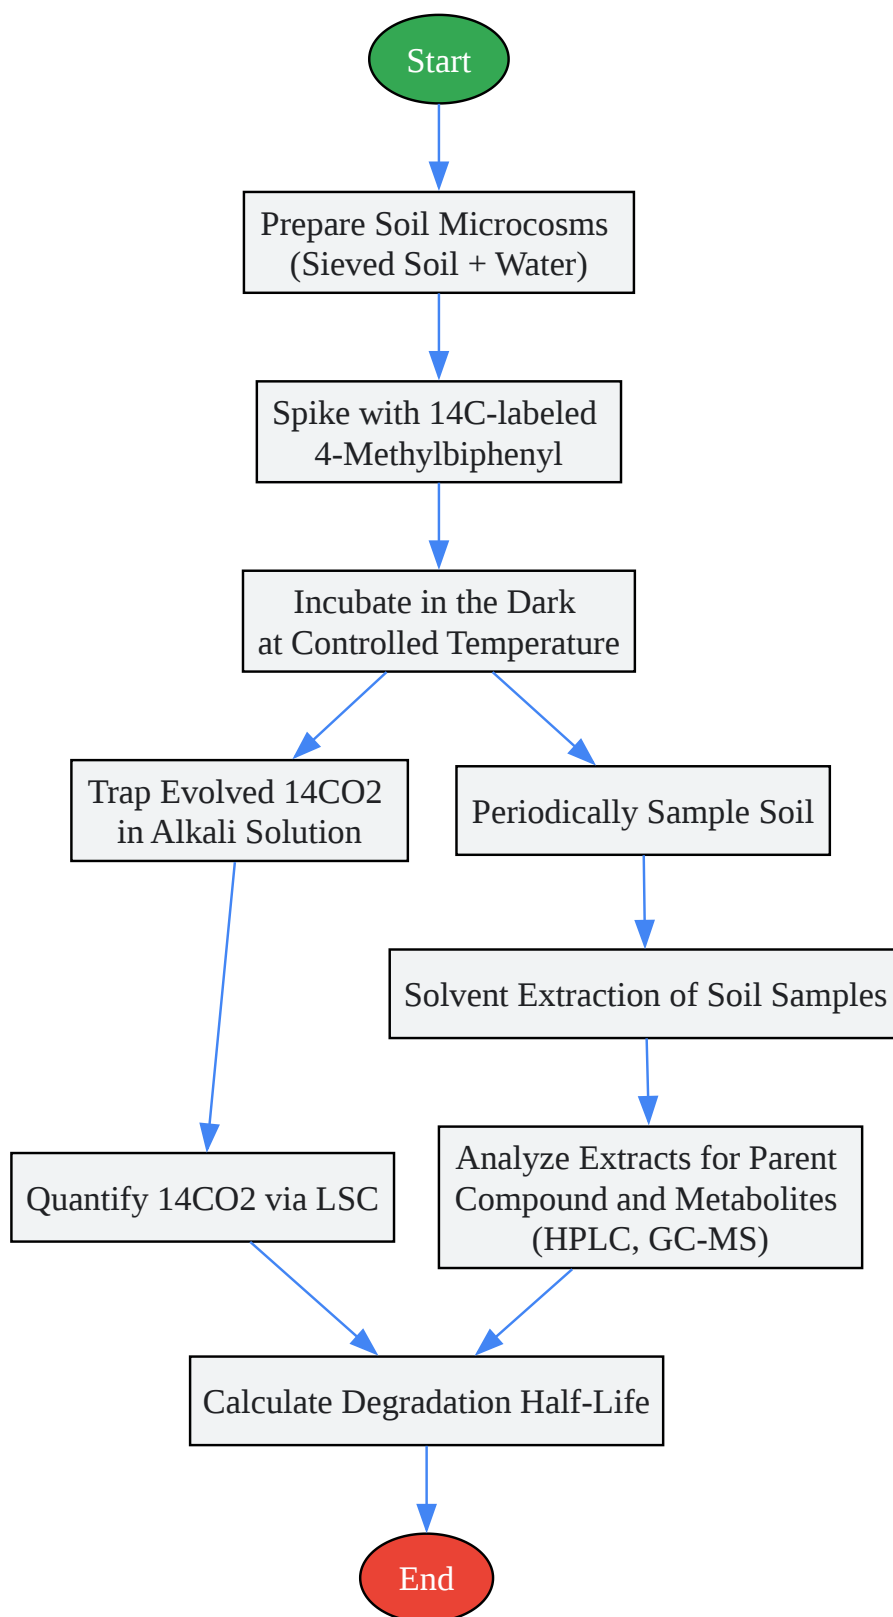 Start
Prepare Soil Microcosms
(Sieved Soil + Water)
Spike with 14C-labeled
4-Methylbiphenyl
Incubate in the Dark
at Controlled Temperature
Trap Evolved 14CO2
in Alkali Solution
Periodically Sample Soil
Solvent Extraction of Soil Samples
Quantify 14CO2 via LSC
Analyze Extracts for Parent
Compound and Metabolites
(HPLC, GC-MS)
Calculate Degradation Half-Life
End